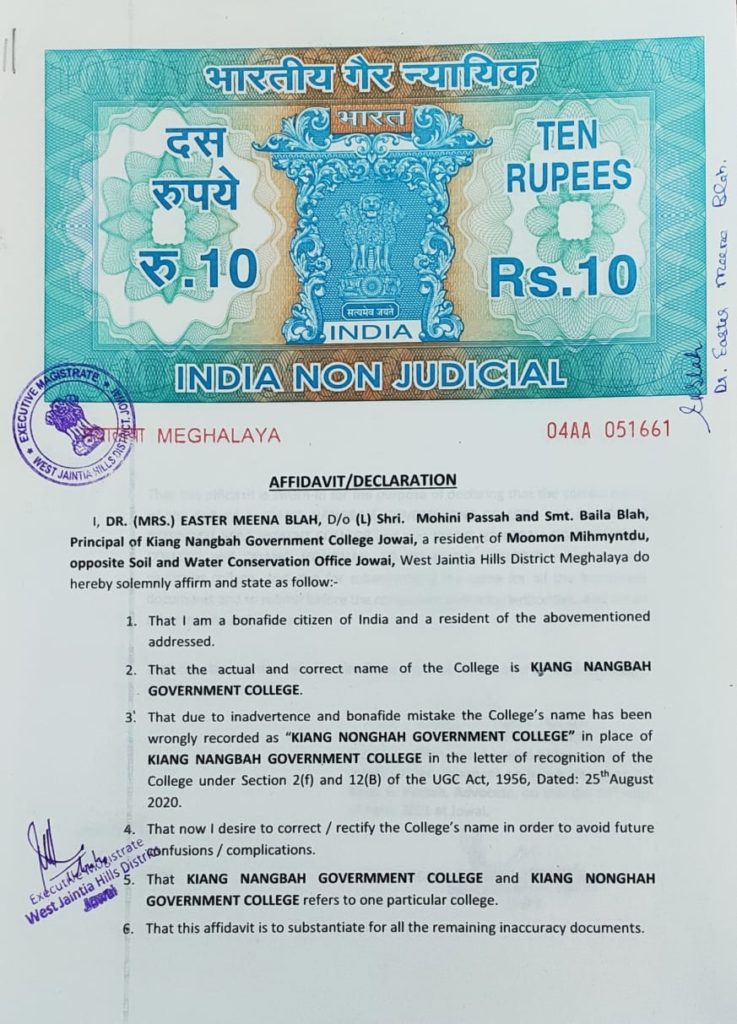 भारतीय गैर न्यायिक
भारत
दस
रुपये
रु.10
TEN
RUPEES
Rs.10
सत्यमेव जयते
INDIA
INDIA NON JUDICIAL
Dr. Easter Meena Blah.
EXECUTIVE MAGISTRATE
WEST JAINTIA HILLS DISTRICT, JOWAI
MEGHALAYA
04AA 051661
AFFIDAVIT/DECLARATION
I, DR. (MRS.) EASTER MEENA BLAH, D/o (L) Shri. Mohini Passah and Smt. Baila Blah,
Principal of Kiang Nangbah Government College Jowai, a resident of Moomon Mihmyntdu,
opposite Soil and Water Conservation Office Jowai, West Jaintia Hills District Meghalaya do
hereby solemnly affirm and state as follow:-
1. That I am a bonafide citizen of India and a resident of the abovementioned
addressed.
2. That the actual and correct name of the College is KIANG NANGBAH
GOVERNMENT COLLEGE.
3. That due to inadvertence and bonafide mistake the College's name has been
wrongly recorded as "KIANG NONGHAH GOVERNMENT COLLEGE" in place of
KIANG NANGBAH GOVERNMENT COLLEGE in the letter of recognition of the
College under Section 2(f) and 12(B) of the UGC Act, 1956, Dated: 25th August
2020.
4. That now I desire to correct / rectify the College's name in order to avoid future
confusions / complications.
5. That KIANG NANGBAH GOVERMMENT COLLEGE and KIANG NONGHAH
GOVERNMENT COLLEGE refers to one particular college.
6. That this affidavit is to substantiate for all the remaining inaccuracy documents.
Executive Magistrate
West Jaintia Hills District
Jowai